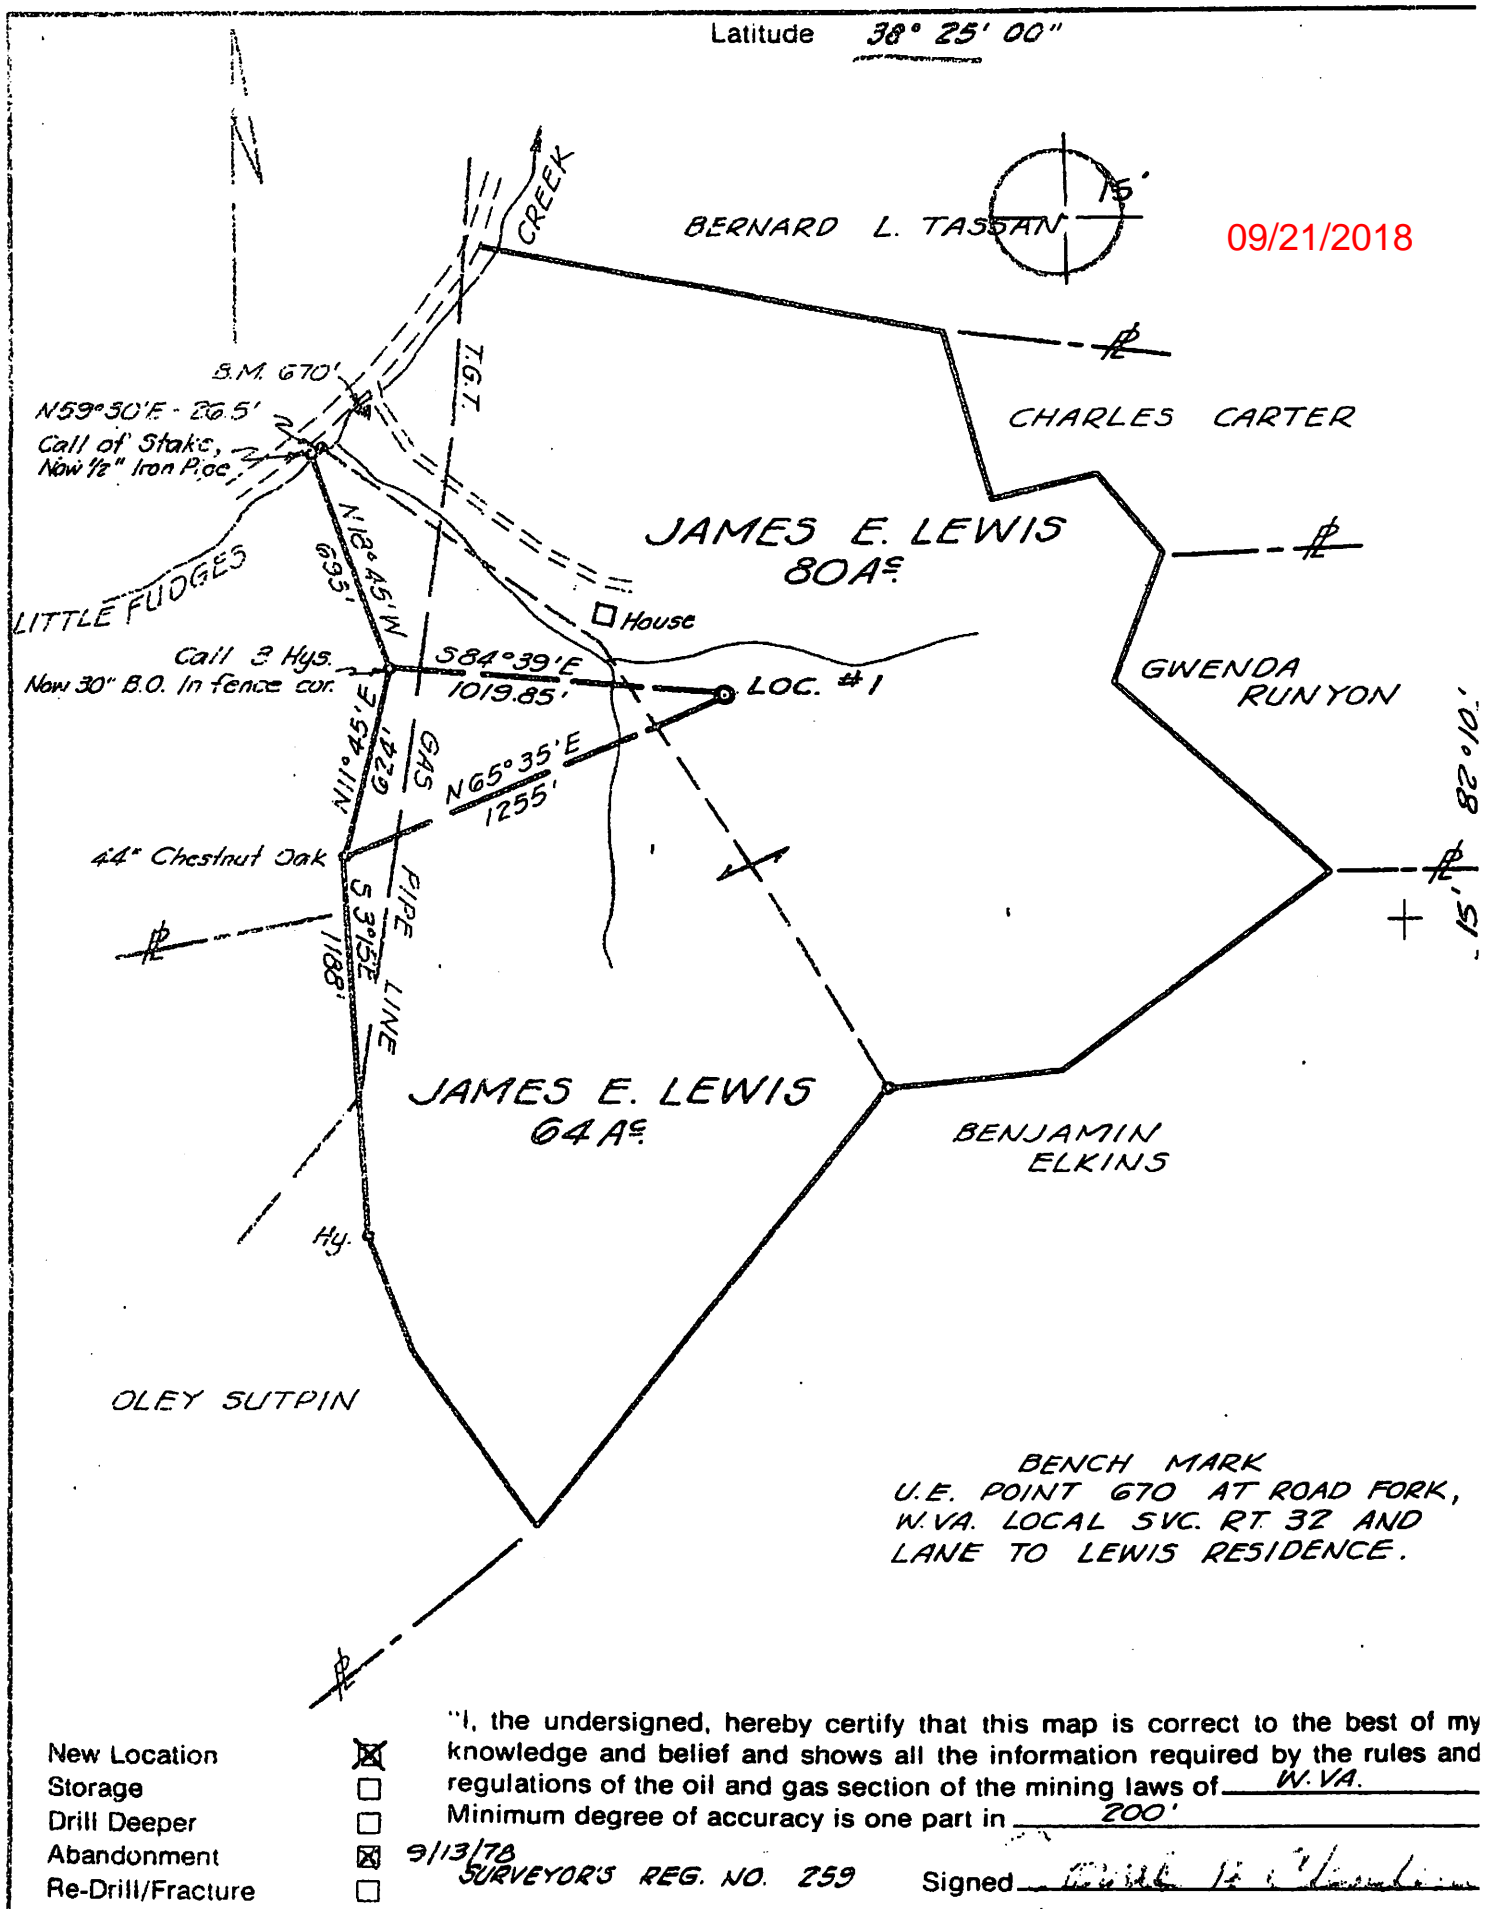 Latitude 38° 25' 00"
15'
09/21/2018
BERNARD L. TASSAN
CREEK
T.G.T.
B.M. 670'
N59°50'E - 26.5'
Call of Stake,
Now 1/2" Iron Pipe
CHARLES CARTER
N18°45'W
693'
JAMES E. LEWIS
80 Ac
LITTLE FUDGES
House
Call 3 Hys.
Now 30" B.O. In fence cor.
S84°39'E
1019.85'
LOC. #1
GWENDA
RUNYON
82°10'
15'
N11°45'E
624'
GAS
PIPE
LINE
N65°35'E
1255'
44" Chestnut Oak
S3°15'E
1188'
JAMES E. LEWIS
64 Ac
BENJAMIN
ELKINS
Hy.
OLEY SUTPIN
BENCH MARK
U.E. POINT 670 AT ROAD FORK,
W.VA. LOCAL SVC. RT. 32 AND
LANE TO LEWIS RESIDENCE.
"I, the undersigned, hereby certify that this map is correct to the best of my
knowledge and belief and shows all the information required by the rules and
regulations of the oil and gas section of the mining laws of W.VA.
Minimum degree of accuracy is one part in 200'
New Location
Storage
Drill Deeper
Abandonment 9/13/78
Re-Drill/Fracture
SURVEYOR'S REG. NO. 259 Signed